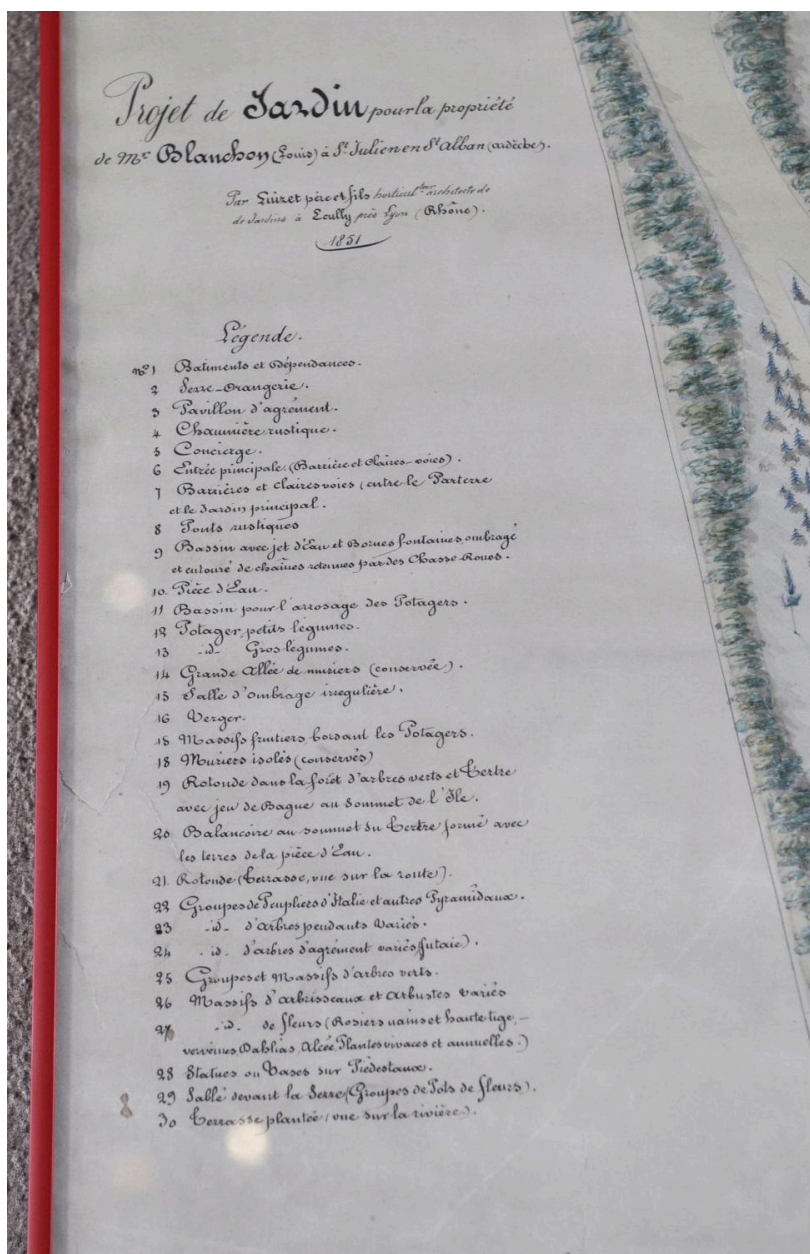 Projet de Jardin pour la propriété
de Mr Blanchon (Louis) à St Julien en St Alban (ardèche).
Par Luizet père et fils horticulteurs architecte de
de Jardins à Ecully près Lyon (Rhône).
1851
Légende.
No 1 Batiments et Dépendances.
2 Serre-Orangerie.
3 Pavillon d'agrément.
4 Chaumière rustique.
5 Concierge.
6 Entrée principale (Barrière et Claires-voies).
7 Barrières et Clairesvoies, entre le Parterre
et le Jardin principal.
8 Ponts rustiques
9 Bassin avec jet d'Eau et Bornes fontaines, ombragé
et entouré de chaînes retenues par des Chasse-Roues.
10 Pièce d'Eau.
11 Bassin pour l'arrosage des Potagers.
12 Potager, petits légumes.
13 -id- Gros légumes.
14 Grande Allée de muriers (conservée).
15 Salle d'ombrage irregulière.
16 Verger.
18 Massifs fruitiers, bordant les Potagers.
18 Muriers isolés (conservés)
19 Rotonde dans la forêt d'arbres verts et Tertre
avec jeu de Bague au Sommet de l'Ile.
20 Balancoire au sommet du Tertre formé avec
les terres de la pièce d'Eau.
21 Rotonde (Terrasse, vue sur la route).
22 Groupes de Peupliers d'Italie et autres Pyramidaux.
23 -id- d'Arbres pendants Variés.
24 -id- d'arbres d'agrément variés (futaie).
25 Groupes et Massifs d'arbres verts.
26 Massifs d'Arbrisseaux et Arbustes Variés
27 -id- de fleurs (Rosiers nains et haute tige,-
verveines, Dahlias, Alcée, Plantes vivaces et annuelles.)
28 Statues ou Vases sur Piédestaux.
29 Sablé devant la Serre (Groupes de Pots de fleurs).
30 Terrasse plantée (vue sur la rivière).